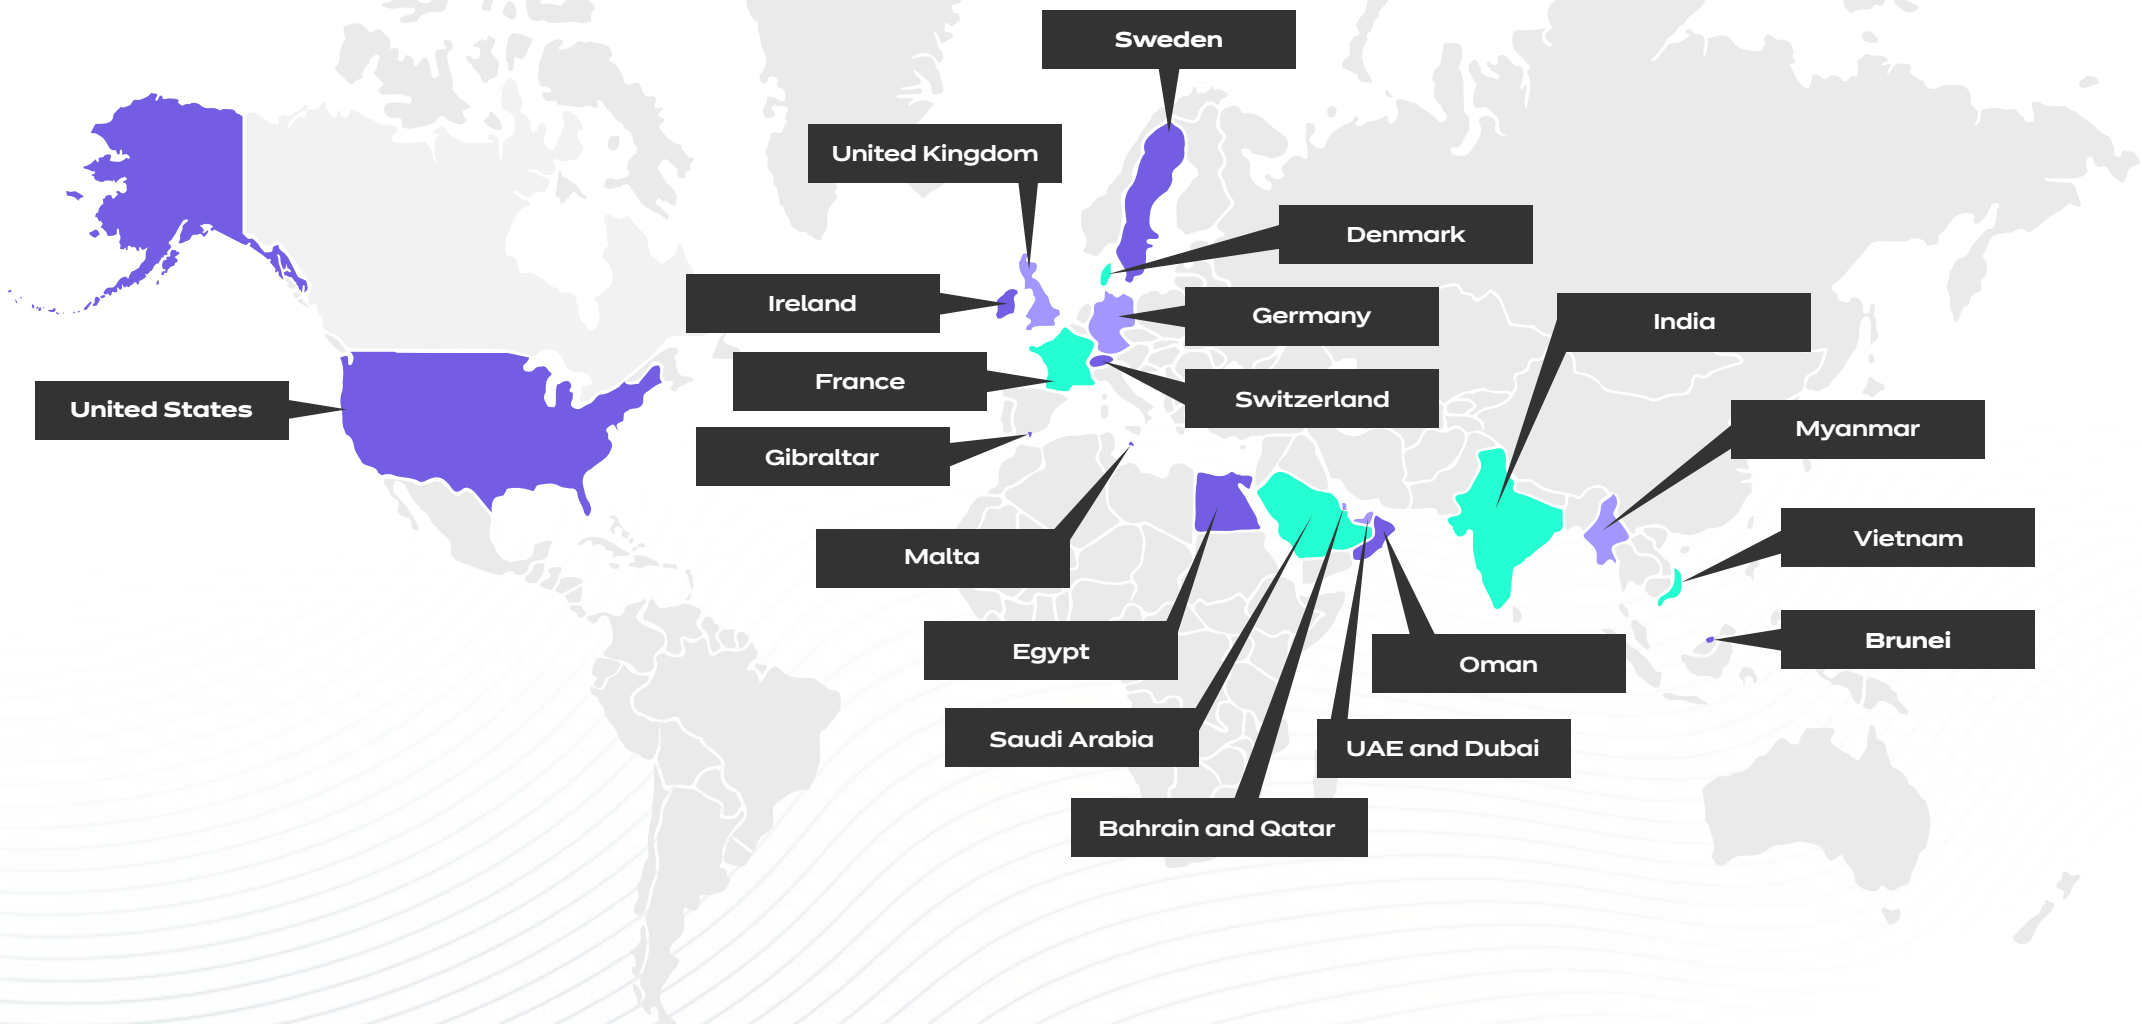 Sweden
United Kingdom
Denmark
Ireland
Germany
India
France
Switzerland
United States
Myanmar
Gibraltar
Vietnam
Malta
Egypt
Brunei
Oman
Saudi Arabia
UAE and Dubai
Bahrain and Qatar